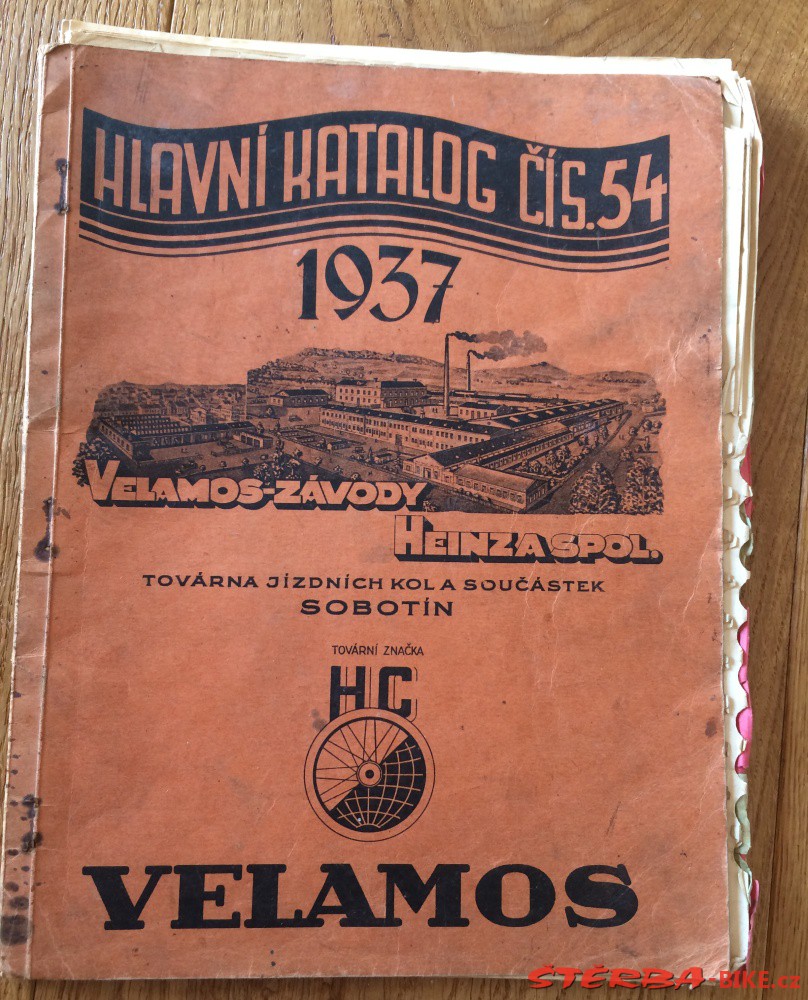 HLAVNÍ KATALOG ČÍS. 54
1937
VELAMOS-ZÁVODY
HEINZ A SPOL.
TOVÁRNA JÍZDNÍCH KOL A SOUČÁSTEK
SOBOTÍN
TOVÁRNÍ ZNAČKA
HC
VELAMOS
ŠTĚRBA-BIKE.cz